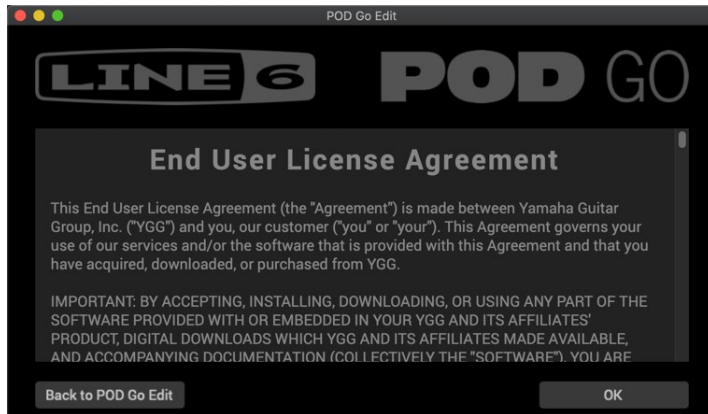 POD Go Edit
LINE 6 POD GO
End User License Agreement
This End User License Agreement (the "Agreement") is made between Yamaha Guitar
Group, Inc. ("YGG") and you, our customer ("you" or "your"). This Agreement governs your
use of our services and/or the software that is provided with this Agreement and that you
have acquired, downloaded, or purchased from YGG.
IMPORTANT: BY ACCEPTING, INSTALLING, DOWNLOADING, OR USING ANY PART OF THE
SOFTWARE PROVIDED WITH OR EMBEDDED IN YOUR YGG AND ITS AFFILIATES'
PRODUCT, DIGITAL DOWNLOADS WHICH YGG AND ITS AFFILIATES MADE AVAILABLE,
AND ACCOMPANYING DOCUMENTATION (COLLECTIVELY THE "SOFTWARE"), YOU ARE
Back to POD Go Edit OK